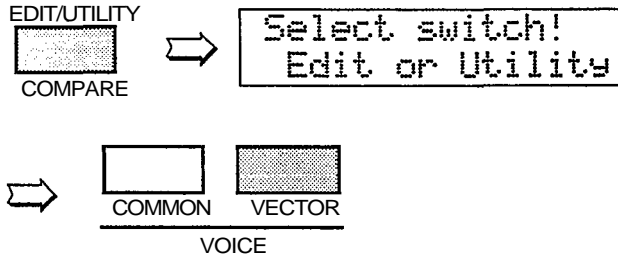 EDIT/UTILITY
COMPARE
Select switch!
Edit or Utility
COMMON VECTOR
VOICE